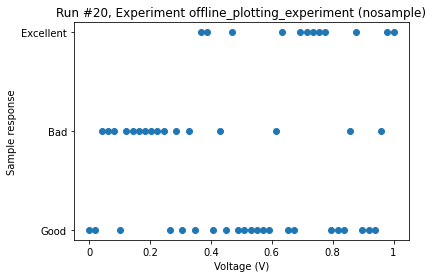 Run #20, Experiment offline_plotting_experiment (nosample)
Excellent
Bad
Good
Sample response
0 0.2 0.4 0.6 0.8 1
Voltage (V)